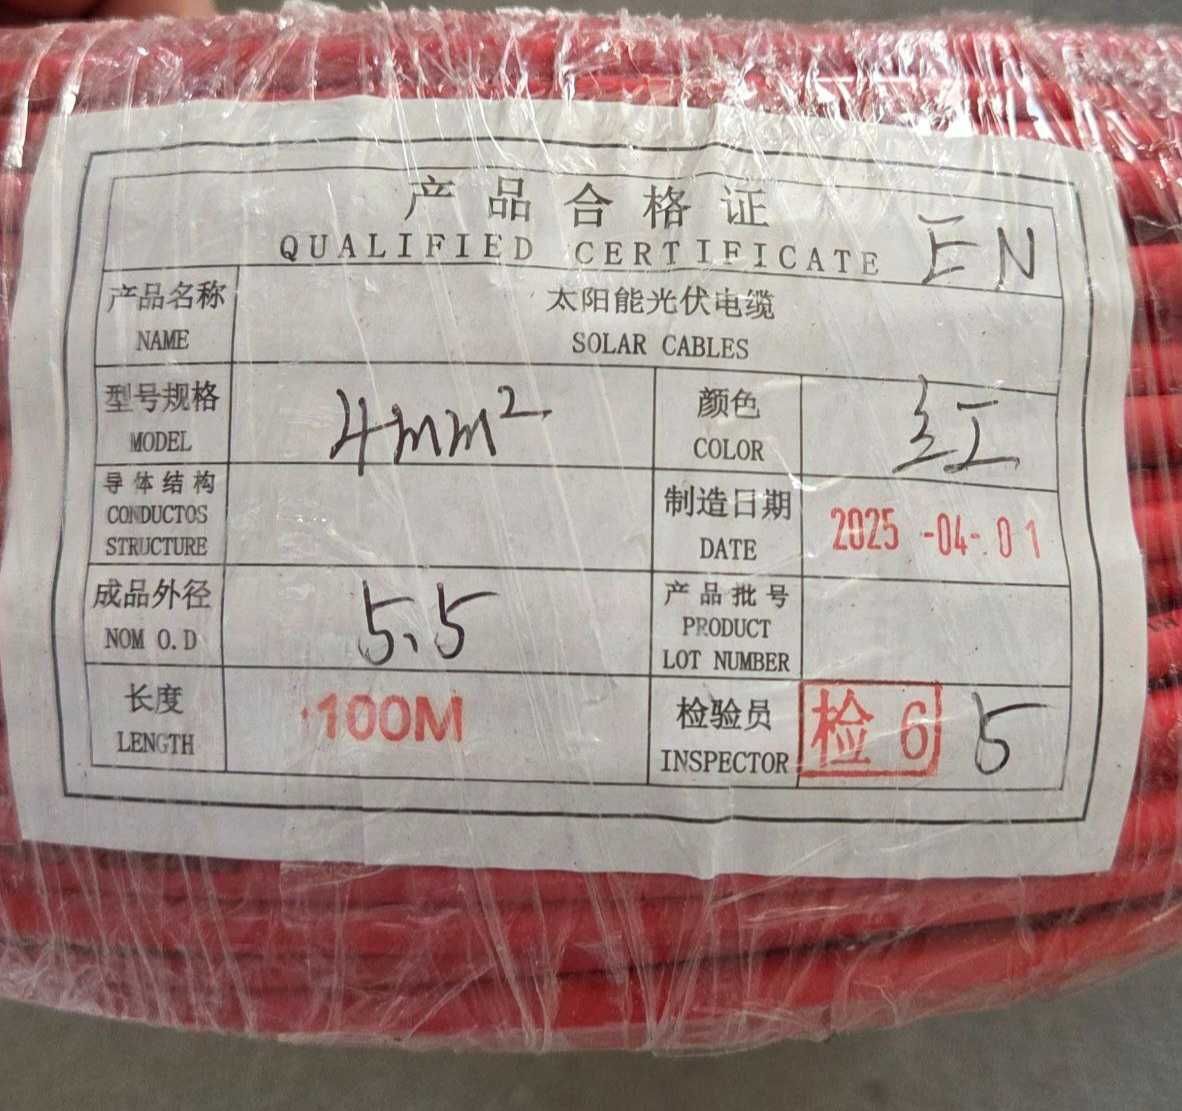 产品合格证
QUALIFIED CERTIFICATE EN
产品名称
NAME
太阳能光伏电缆
SOLAR CABLES
型号规格
MODEL
4mm²
颜色
COLOR
红
导体结构
CONDUCTOS
STRUCTURE
制造日期
DATE
2025-04-01
成品外径
NOM O.D
5.5
产品批号
PRODUCT
LOT NUMBER
长度
LENGTH
100M
检验员
INSPECTOR
检 6
5